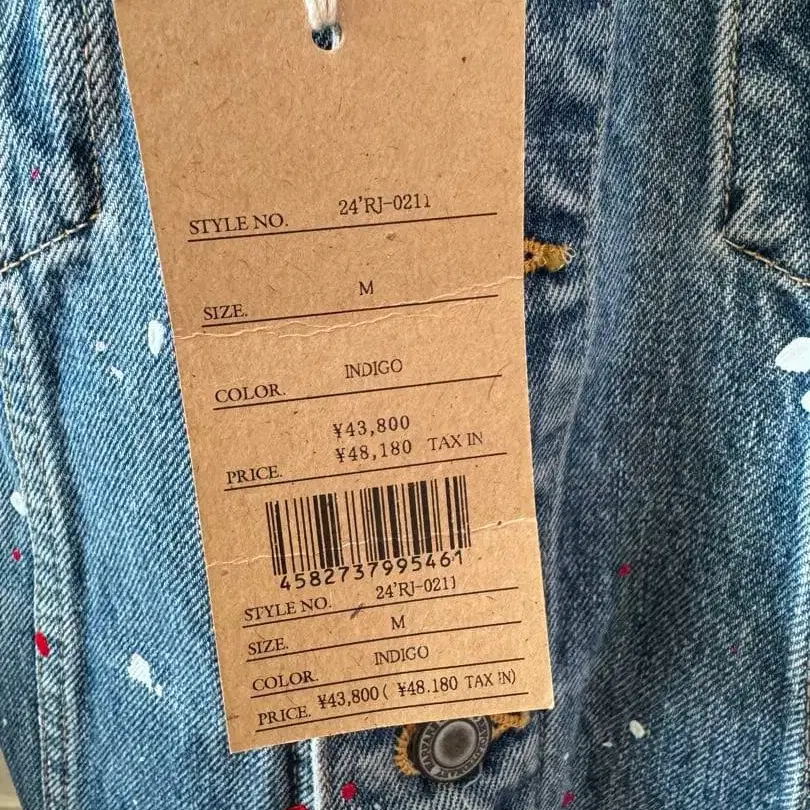 STYLE NO. 24'RJ-0211
SIZE. M
COLOR. INDIGO
¥43,800
PRICE. ¥48,180 TAX IN
4582737995461
STYLE NO. 24'RJ-0211
SIZE. M
COLOR. INDIGO
PRICE. ¥43,800( ¥48.180 TAX IN)